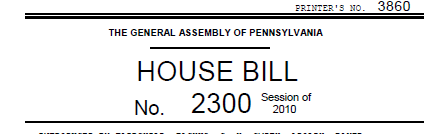 PRINTER'S NO. 3860
THE GENERAL ASSEMBLY OF PENNSYLVANIA
HOUSE BILL
No. 2300 Session of
2010